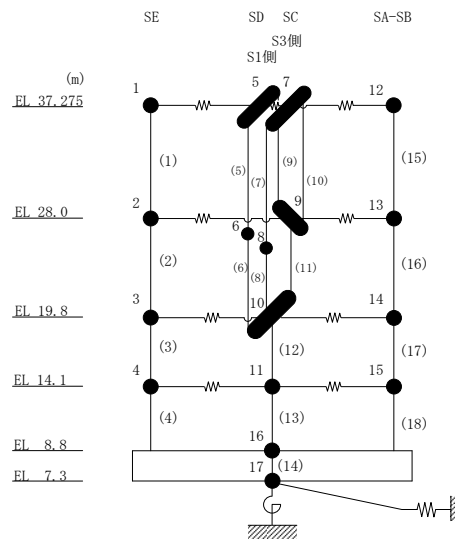 SE SD SC SA-SB
S3側
S1側
(m)
1 5 7 12
EL 37.275
(1) (5) (7) (9) (10) (15)
2 9 13
EL 28.0
6 8
(2) (6) (8) (11) (16)
3 10 14
EL 19.8
(3) (12) (17)
4 11 15
EL 14.1
(4) (13) (18)
16
EL 8.8
17 (14)
EL 7.3